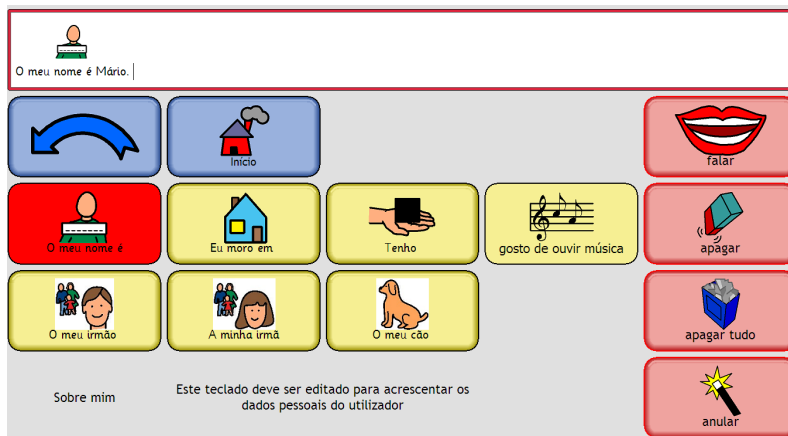 O meu nome é Mário.
Início
falar
O meu nome é
Eu moro em
Tenho
gosto de ouvir música
apagar
O meu irmão
A minha irmã
O meu cão
apagar tudo
Sobre mim
Este teclado deve ser editado para acrescentar os
dados pessoais do utilizador
anular